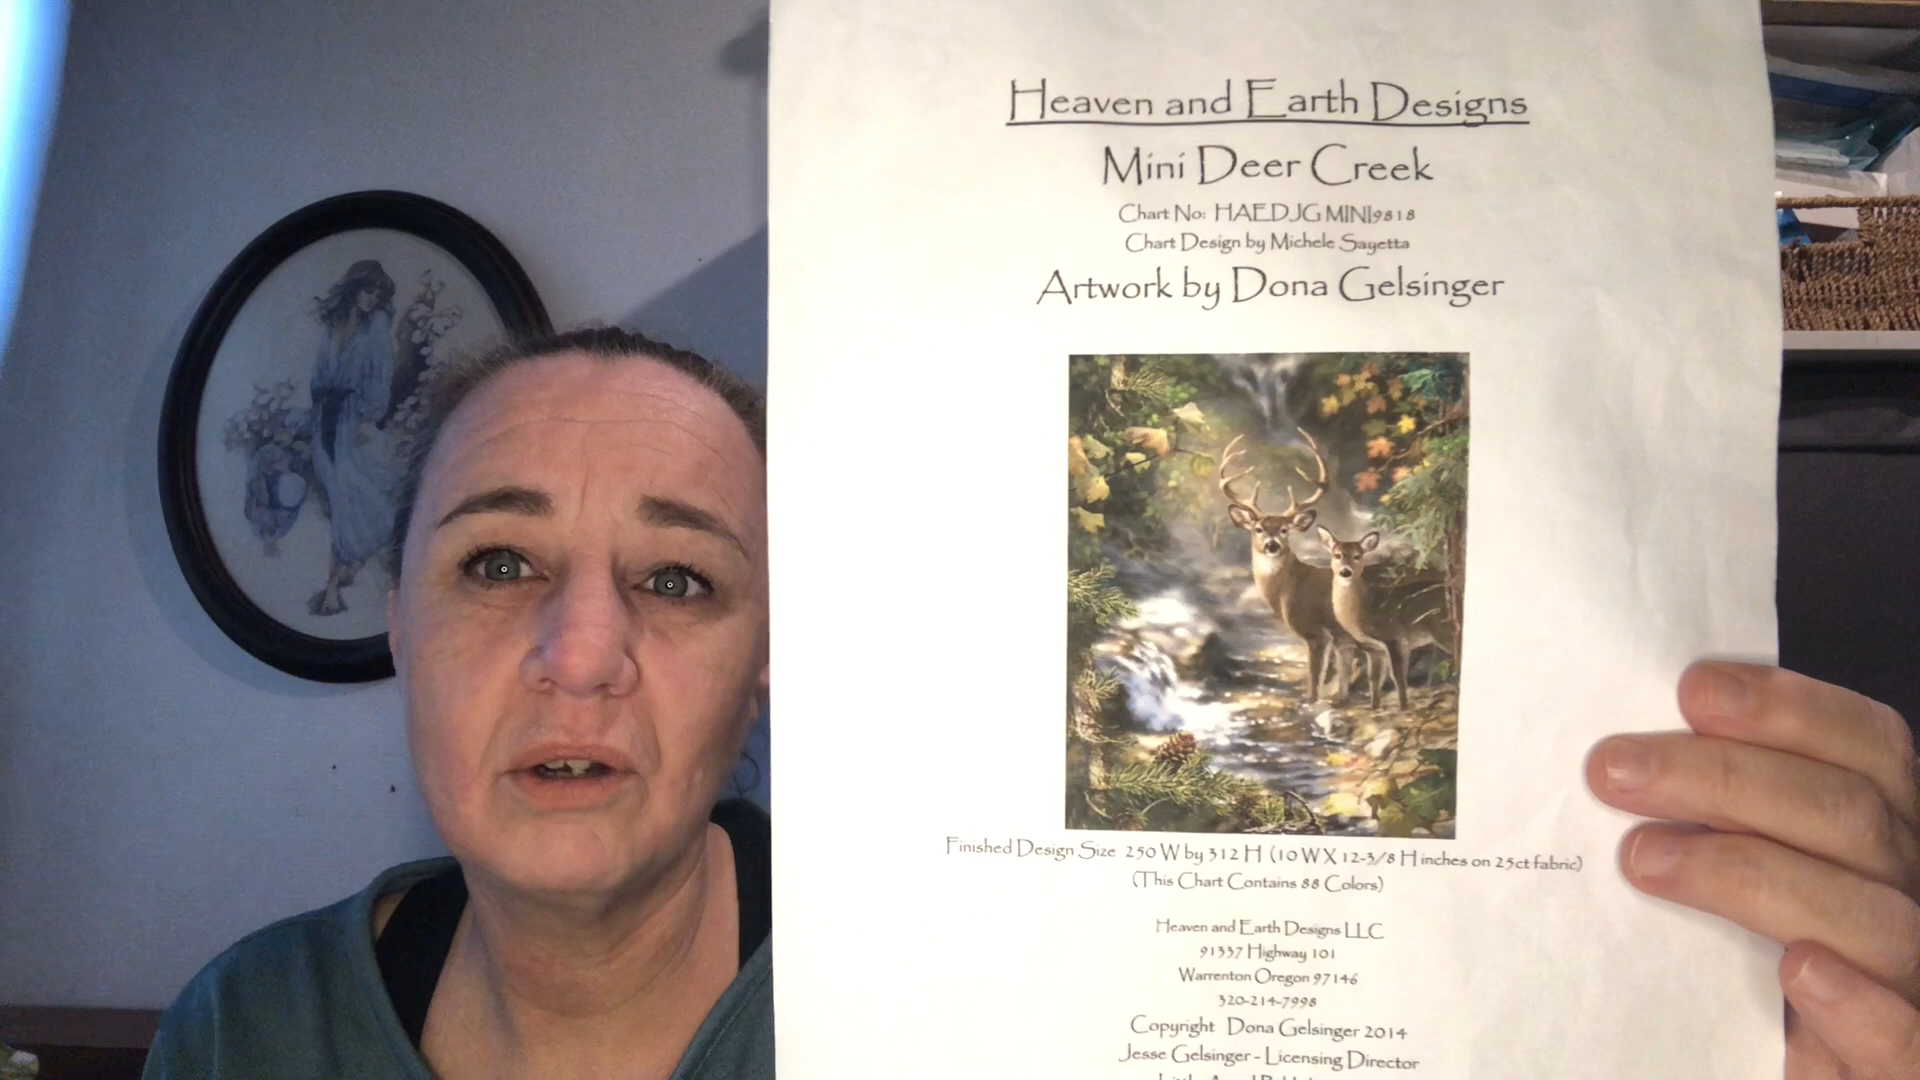 Heaven and Earth Designs
Mini Deer Creek
Chart No: HAEDJG MINI9818
Chart Design by Michele Sayetta
Artwork by Dona Gelsinger
Finished Design Size 250 W by 312 H (10 W X 12-3/8 H inches on 25ct fabric)
(This Chart Contains 88 Colors)
Heaven and Earth Designs LLC
91337 Highway 101
Warrenton Oregon 97146
320-214-7998
Copyright Dona Gelsinger 2014
Jesse Gelsinger - Licensing Director